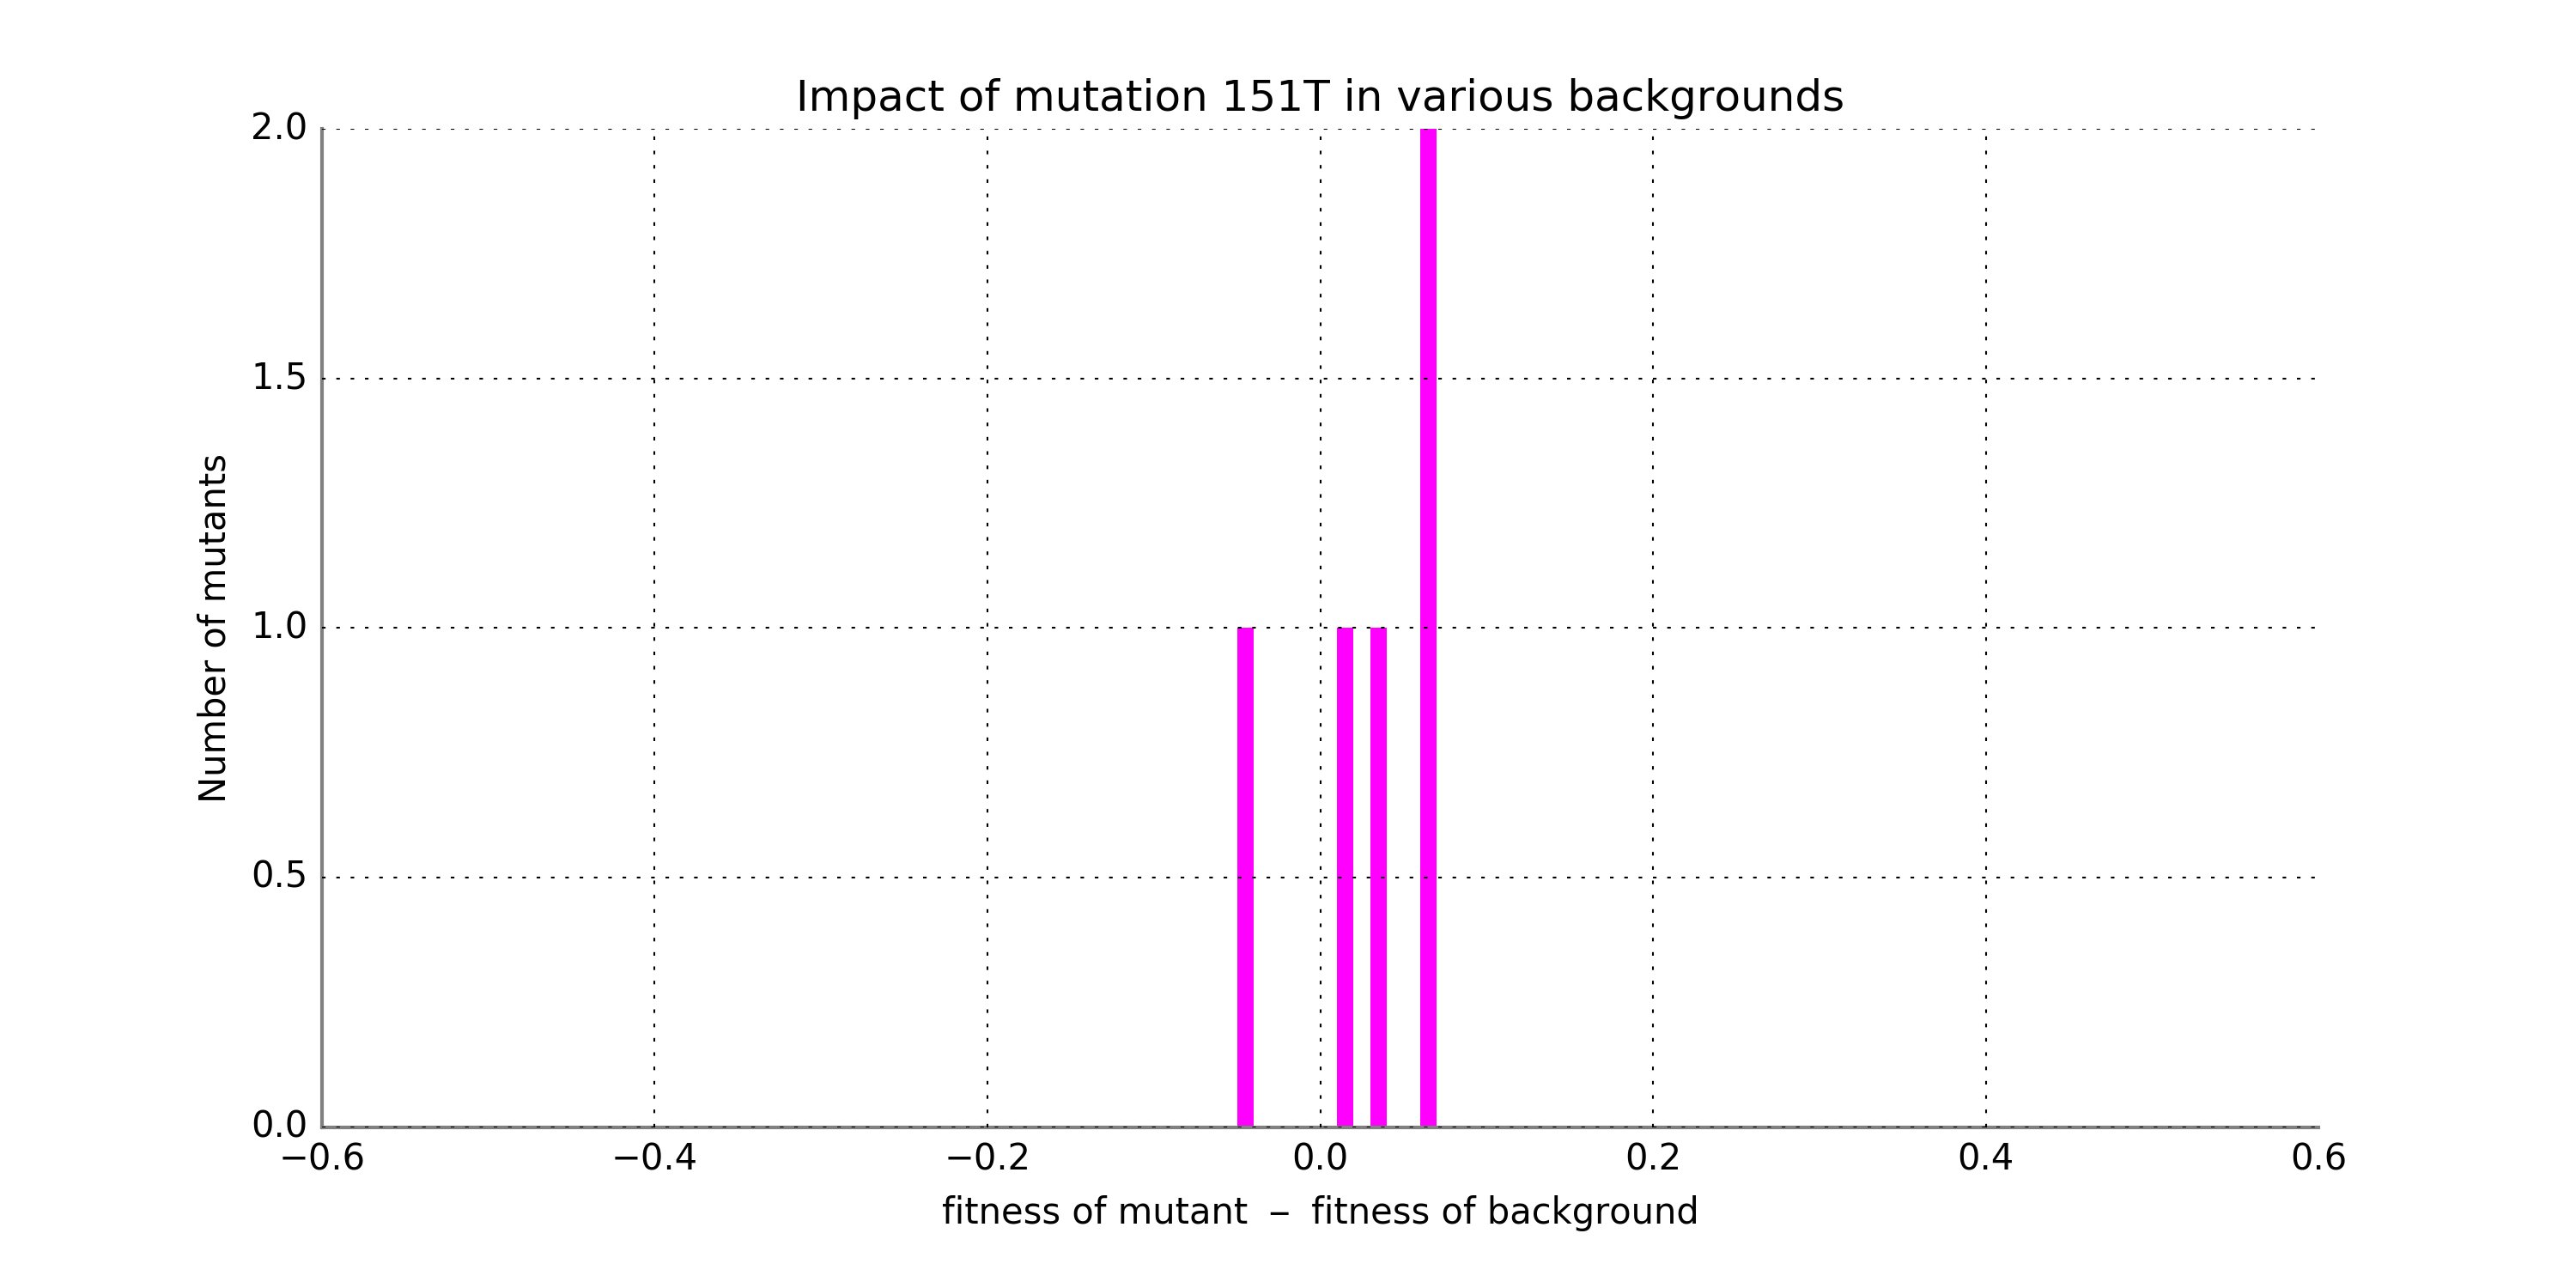 Impact of mutation 151T in various backgrounds
2.0
1.5
1.0
0.5
0.0
Number of mutants
−0.6 −0.4 −0.2 0.0 0.2 0.4 0.6
fitness of mutant − fitness of background